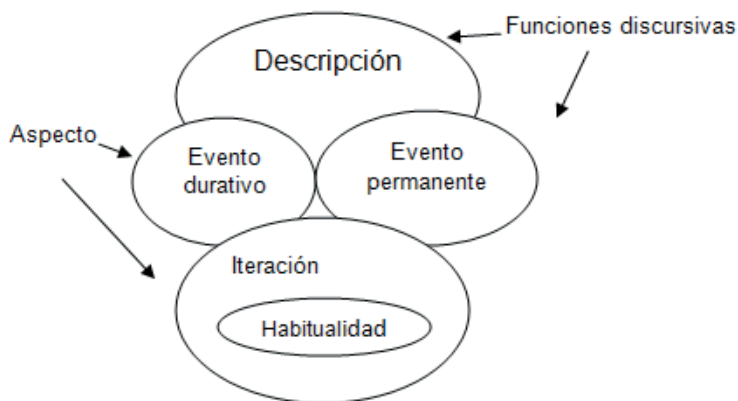 Funciones discursivas
Descripción
Aspecto
Evento
durativo
Evento
permanente
Iteración
Habitualidad